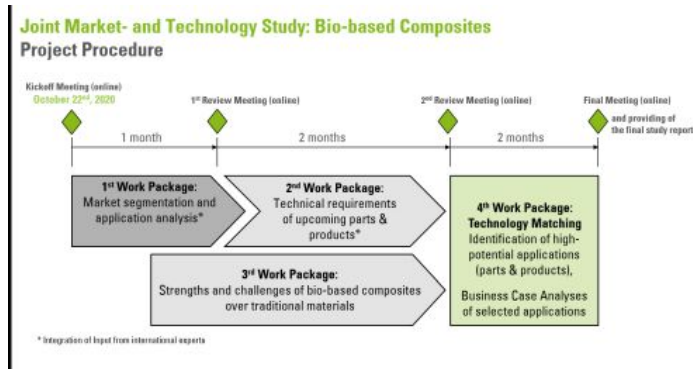 Joint Market- and Technology Study: Bio-based Composites
Project Procedure
Kickoff Meeting (online)
October 22nd, 2020
1st Review Meeting (online)
2nd Review Meeting (online)
Final Meeting (online)
and providing of
the final study report
1 month
2 months
2 months
1st Work Package:
Market segmentation and
application analysis*
2nd Work Package:
Technical requirements
of upcoming parts &
products*
3rd Work Package:
Strengths and challenges of bio-based composites
over traditional materials
4th Work Package:
Technology Matching
Identification of high-
potential applications
(parts & products),
Business Case Analyses
of selected applications
* Integration of Input from international experts